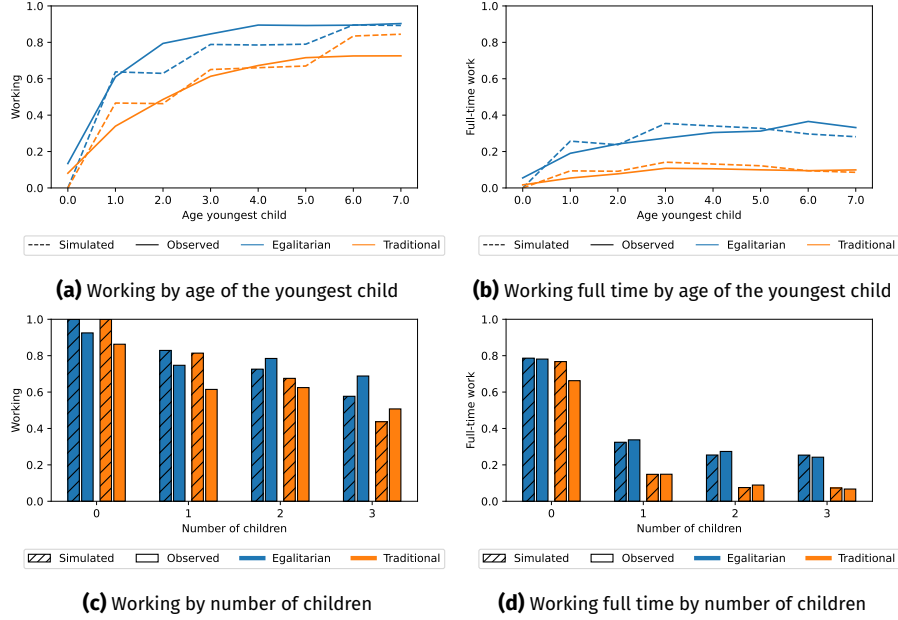 1.0
0.8
0.6
0.4
0.2
0.0
Working
0.0 1.0 2.0 3.0 4.0 5.0 6.0 7.0
Age youngest child
Simulated Observed Egalitarian Traditional
(a) Working by age of the youngest child
1.0
0.8
0.6
0.4
0.2
0.0
Full-time work
0.0 1.0 2.0 3.0 4.0 5.0 6.0 7.0
Age youngest child
Simulated Observed Egalitarian Traditional
(b) Working full time by age of the youngest child
1.0
0.8
0.6
0.4
0.2
0.0
Working
0 1 2 3
Number of children
Simulated Observed Egalitarian Traditional
(c) Working by number of children
1.0
0.8
0.6
0.4
0.2
0.0
Full-time work
0 1 2 3
Number of children
Simulated Observed Egalitarian Traditional
(d) Working full time by number of children